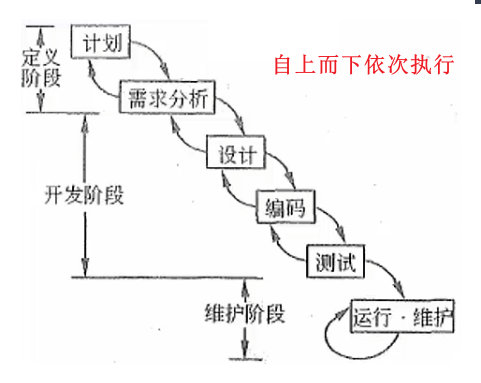 计划
定义
阶段
自上而下依次执行
需求分析
设计
开发阶段
编码
测试
维护阶段
运行·维护